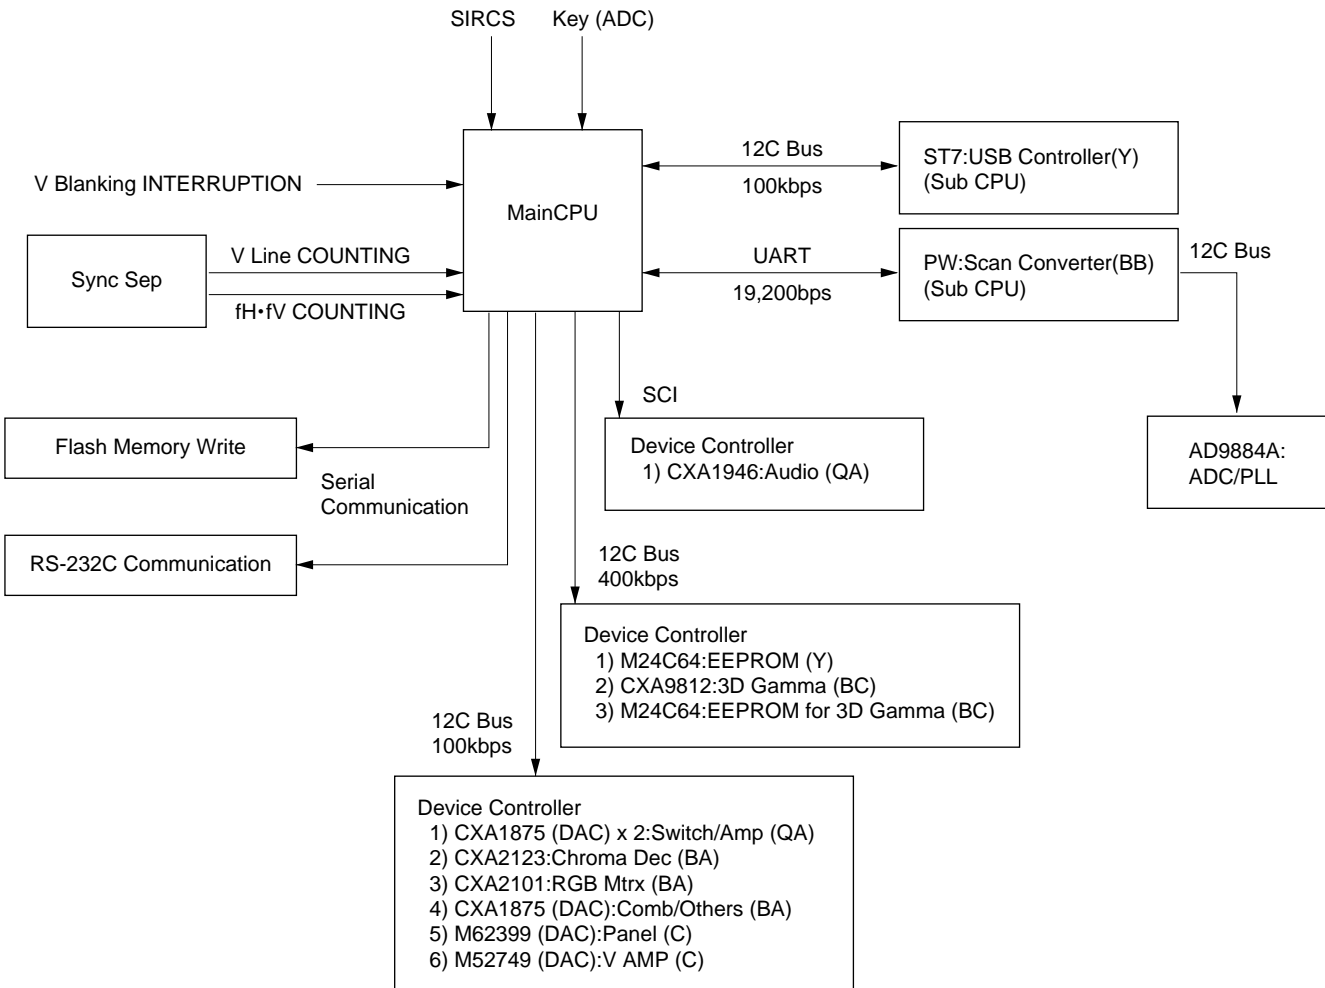 SIRCS
Key (ADC)
V Blanking INTERRUPTION
MainCPU
12C Bus
100kbps
ST7:USB Controller(Y)
(Sub CPU)
Sync Sep
V Line COUNTING
fH•fV COUNTING
UART
19,200bps
PW:Scan Converter(BB)
(Sub CPU)
12C Bus
SCI
Flash Memory Write
Serial
Communication
Device Controller
1) CXA1946:Audio (QA)
AD9884A:
ADC/PLL
RS-232C Communication
12C Bus
400kbps
Device Controller
1) M24C64:EEPROM (Y)
2) CXA9812:3D Gamma (BC)
3) M24C64:EEPROM for 3D Gamma (BC)
12C Bus
100kbps
Device Controller
1) CXA1875 (DAC) x 2:Switch/Amp (QA)
2) CXA2123:Chroma Dec (BA)
3) CXA2101:RGB Mtrx (BA)
4) CXA1875 (DAC):Comb/Others (BA)
5) M62399 (DAC):Panel (C)
6) M52749 (DAC):V AMP (C)